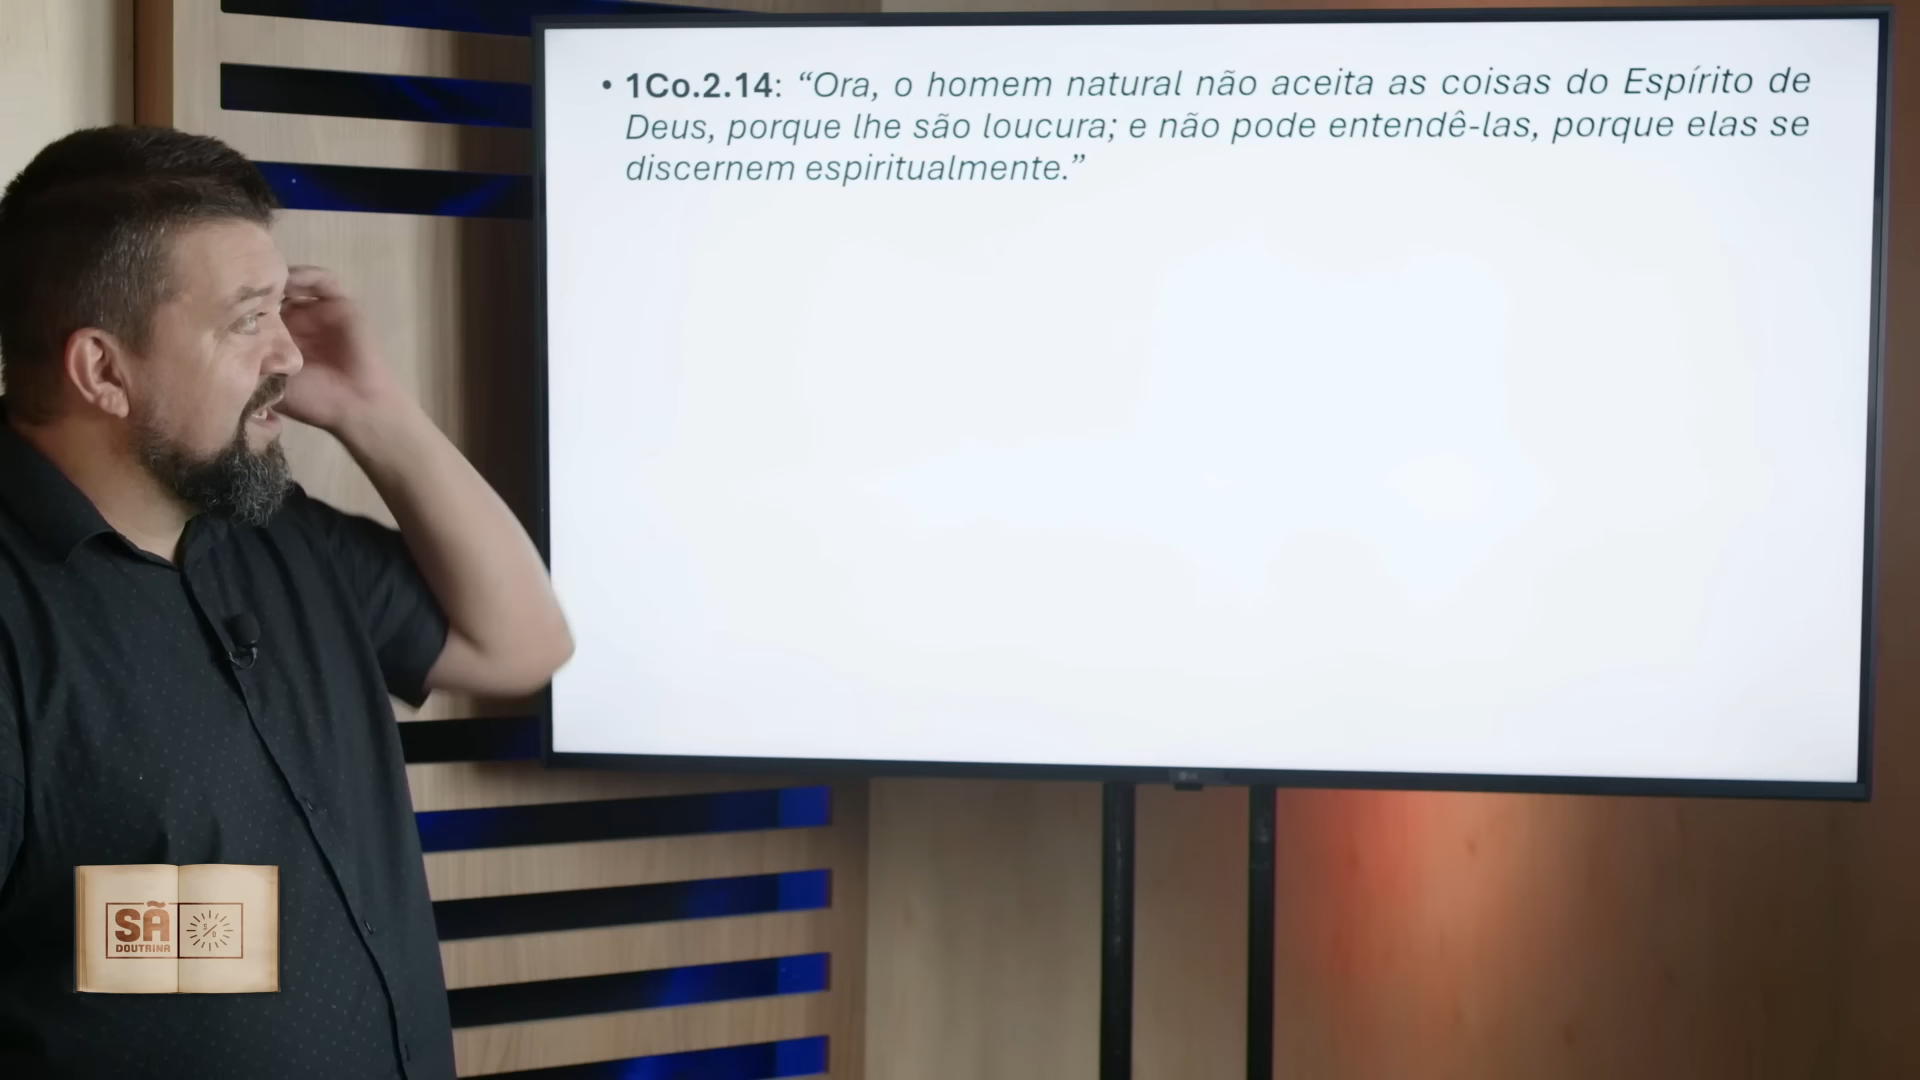 • 1Co.2.14: “Ora, o homem natural não aceita as coisas do Espírito de
Deus, porque lhe são loucura; e não pode entendê-las, porque elas se
discernem espiritualmente.”
SÃ
DOUTRINA
S D